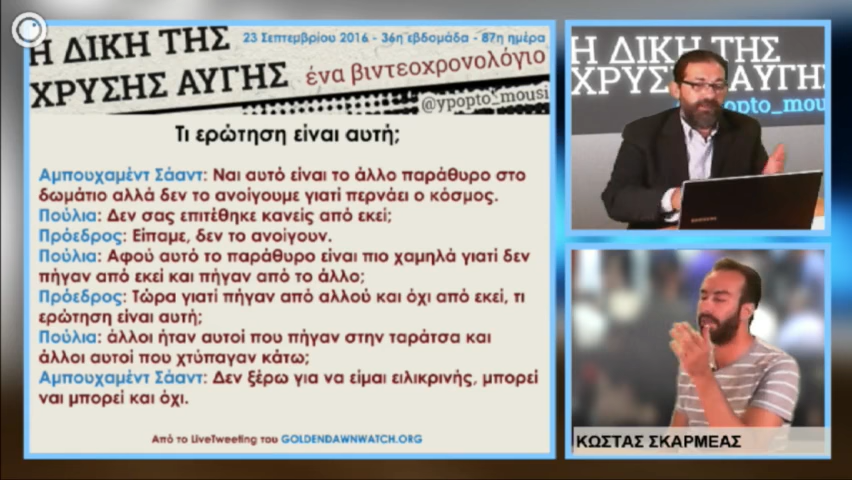 Η ΔΙΚΗ ΤΗΣ
23 Σεπτεμβρίου 2016 - 36η εβδομάδα - 87η ημέρα
ΧΡΥΣΗΣ ΑΥΓΗΣ ένα βιντεοχρονολόγιο
@ypopto_mousi
Τι ερώτηση είναι αυτή;
Αμπουχαμέντ Σάαντ: Ναι αυτό είναι το άλλο παράθυρο στο
δωμάτιο αλλά δεν το ανοίγουμε γιατί περνάει ο κόσμος.
Πούλια: Δεν σας επιτέθηκε κανείς από εκεί;
Πρόεδρος: Είπαμε, δεν το ανοίγουν.
Πούλια: Αφού αυτό το παράθυρο είναι πιο χαμηλά γιατί δεν
πήγαν από εκεί και πήγαν από το άλλο;
Πρόεδρος: Τώρα γιατί πήγαν από αλλού και όχι από εκεί, τι
ερώτηση είναι αυτή;
Πούλια: άλλοι ήταν αυτοί που πήγαν στην ταράτσα και
άλλοι αυτοί που χτύπαγαν κάτω;
Αμπουχαμέντ Σάαντ: Δεν ξέρω για να είμαι ειλικρινής, μπορεί
ναι μπορεί και όχι.
Από το LiveTweeting του GOLDENDAWNWATCH.ORG
Η ΔΙΚΗ ΤΗΣ
ΧΡΥΣΗΣ ΑΥΓΗΣ
ypopto_mousi
SAMSUNG
ΚΩΣΤΑΣ ΣΚΑΡΜΕΑΣ